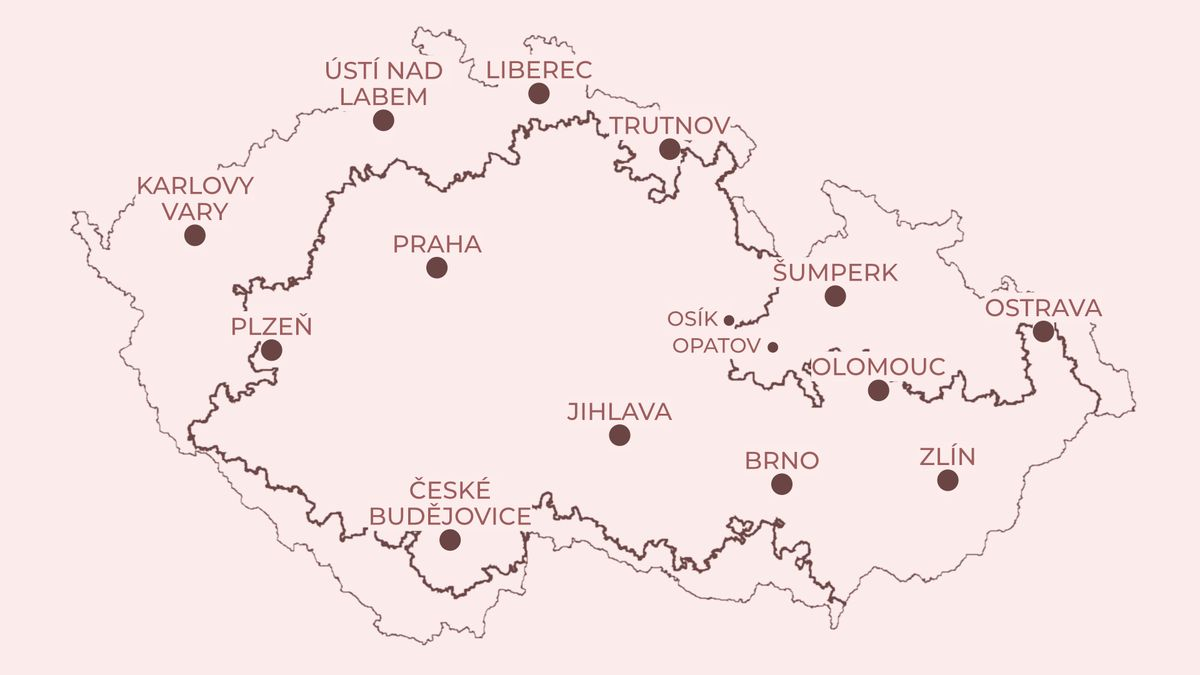 ÚSTÍ NAD
LABEM
LIBEREC
TRUTNOV
KARLOVY
VARY
PRAHA
ŠUMPERK
OSTRAVA
OSÍK
PLZEŇ
OPATOV
OLOMOUC
JIHLAVA
BRNO
ZLÍN
ČESKÉ
BUDĚJOVICE